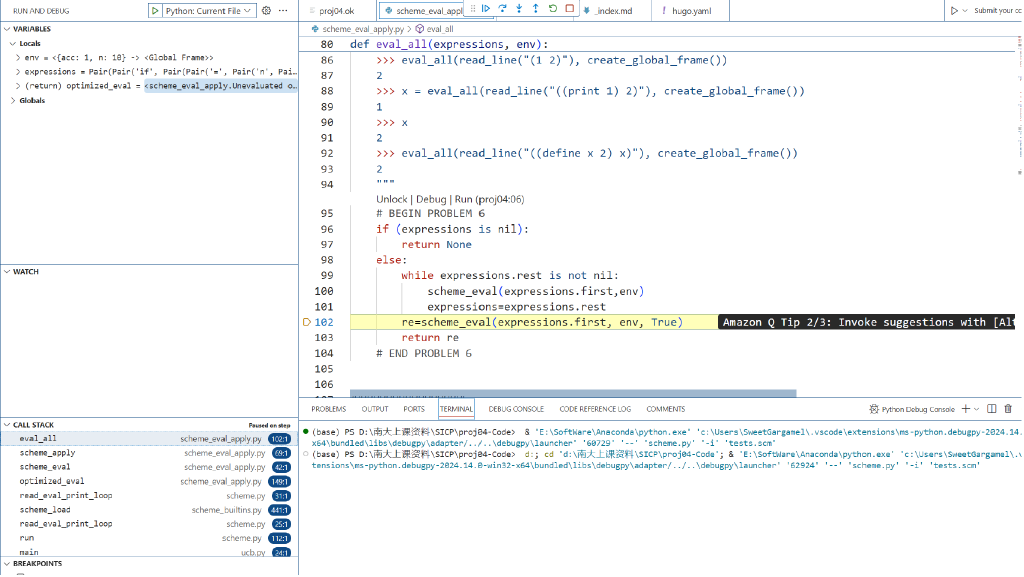 RUN AND DEBUG
Python: Current File
VARIABLES
Locals
env = <{acc: 1, n: 10} -> <Global Frame>>
expressions = Pair(Pair('if', Pair(Pair('=', Pair('n', Pai...
(return) optimized_eval = <scheme_eval_apply.Unevaluated o...
Globals
WATCH
CALL STACK
Paused on step
eval_all scheme_eval_apply.py 102:1
scheme_apply scheme_eval_apply.py 69:1
scheme_eval scheme_eval_apply.py 42:1
optimized_eval scheme_eval_apply.py 149:1
read_eval_print_loop scheme.py 31:1
scheme_load scheme_builtins.py 441:1
read_eval_print_loop scheme.py 25:1
run scheme.py 112:1
main ucb.py 24:1
BREAKPOINTS
proj04.ok
scheme_eval_appl
_index.md
hugo.yaml
Submit your co
scheme_eval_apply.py > eval_all
80 def eval_all(expressions, env):
86 >>> eval_all(read_line("(1 2)"), create_global_frame())
87 2
88 >>> x = eval_all(read_line("((print 1) 2)"), create_global_frame())
89 1
90 >>> x
91 2
92 >>> eval_all(read_line("((define x 2) x)"), create_global_frame())
93 2
94 """
Unlock | Debug | Run (proj04:06)
95 # BEGIN PROBLEM 6
96 if (expressions is nil):
97 return None
98 else:
99 while expressions.rest is not nil:
100 scheme_eval(expressions.first,env)
101 expressions=expressions.rest
102 re=scheme_eval(expressions.first, env, True) Amazon Q Tip 2/3: Invoke suggestions with [Alt
103 return re
104 # END PROBLEM 6
105
106
PROBLEMS OUTPUT PORTS TERMINAL DEBUG CONSOLE CODE REFERENCE LOG COMMENTS
Python Debug Console
(base) PS D:\南大上课资料\SICP\proj04-Code> & 'E:\SoftWare\Anaconda\python.exe' 'c:\Users\SweetGargamel\.vscode\extensions\ms-python.debugpy-2024.14.
x64\bundled\libs\debugpy\adapter/../..\debugpy\launcher' '60729' '--' 'scheme.py' '-i' 'tests.scm'
(base) PS D:\南大上课资料\SICP\proj04-Code> d:; cd 'd:\南大上课资料\SICP\proj04-Code'; & 'E:\SoftWare\Anaconda\python.exe' 'c:\Users\SweetGargamel\.v
tensions\ms-python.debugpy-2024.14.0-win32-x64\bundled\libs\debugpy\adapter/../..\debugpy\launcher' '62924' '--' 'scheme.py' '-i' 'tests.scm'